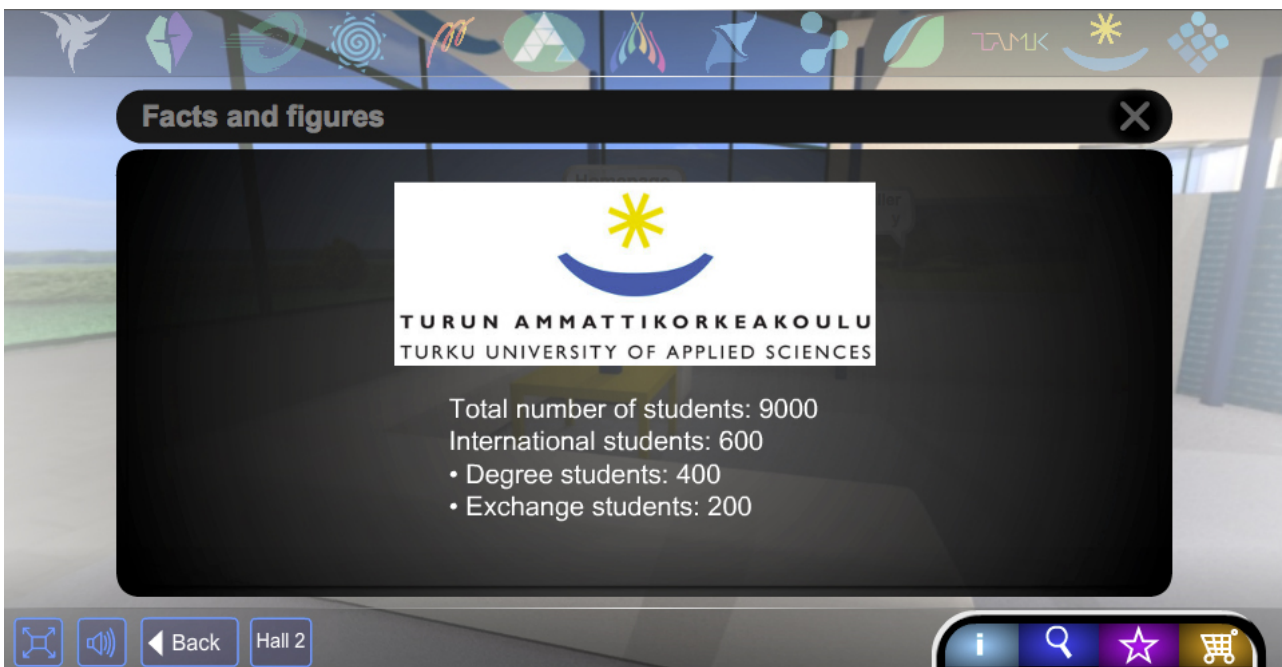 TAMK
Facts and figures
Homepage
TURUN AMMATTIKORKEAKOULU
TURKU UNIVERSITY OF APPLIED SCIENCES
Total number of students: 9000
International students: 600
• Degree students: 400
• Exchange students: 200
Back
Hall 2
i